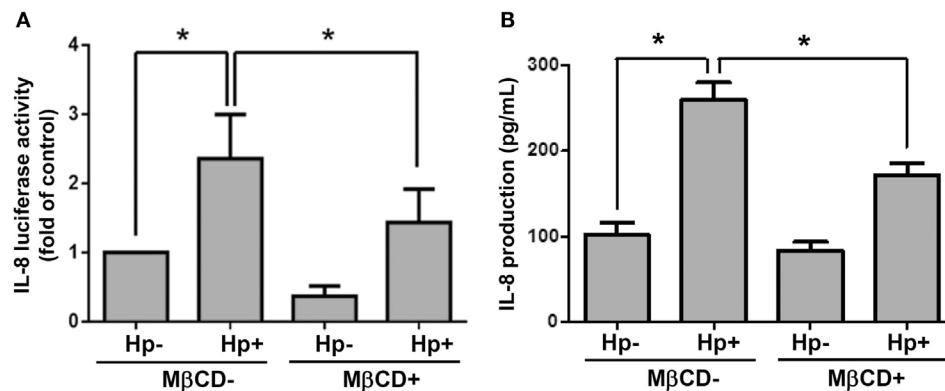 A
IL-8 luciferase activity
(fold of control)
4
3
2
1
0
*
*
Hp-
Hp+
Hp-
Hp+
MβCD-
MβCD+
B
IL-8 production (pg/mL)
300
200
100
0
*
*
Hp-
Hp+
Hp-
Hp+
MβCD-
MβCD+